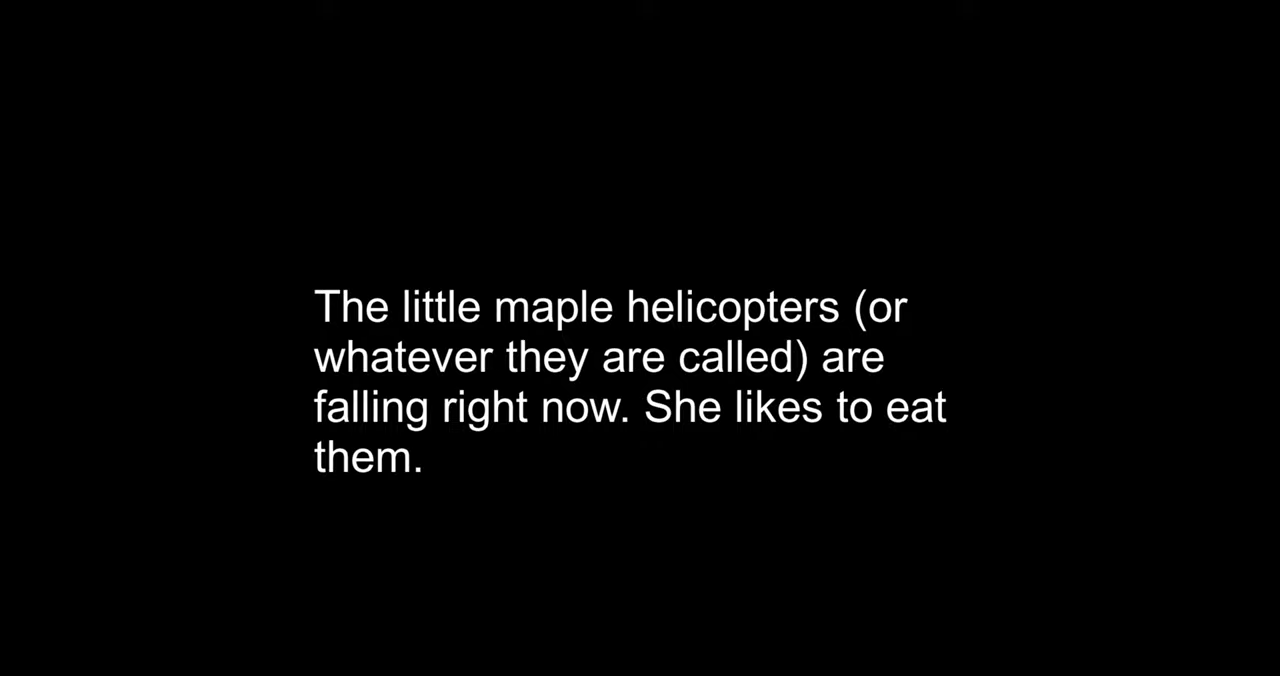 The little maple helicopters (or
whatever they are called) are
falling right now. She likes to eat
them.